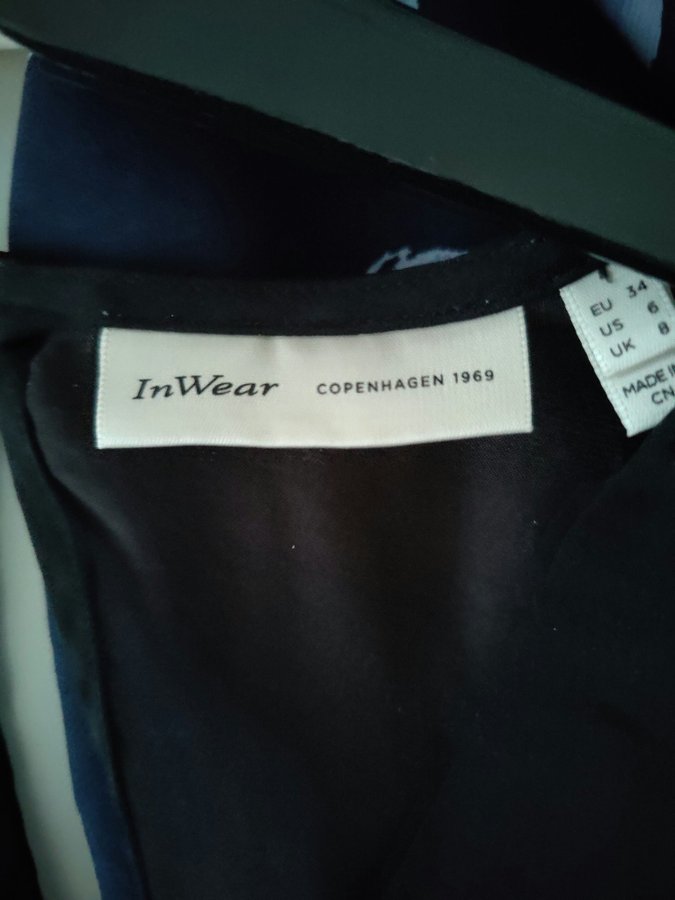 InWear COPENHAGEN 1969
EU 34
US 6
UK 8
MADE IN
CN